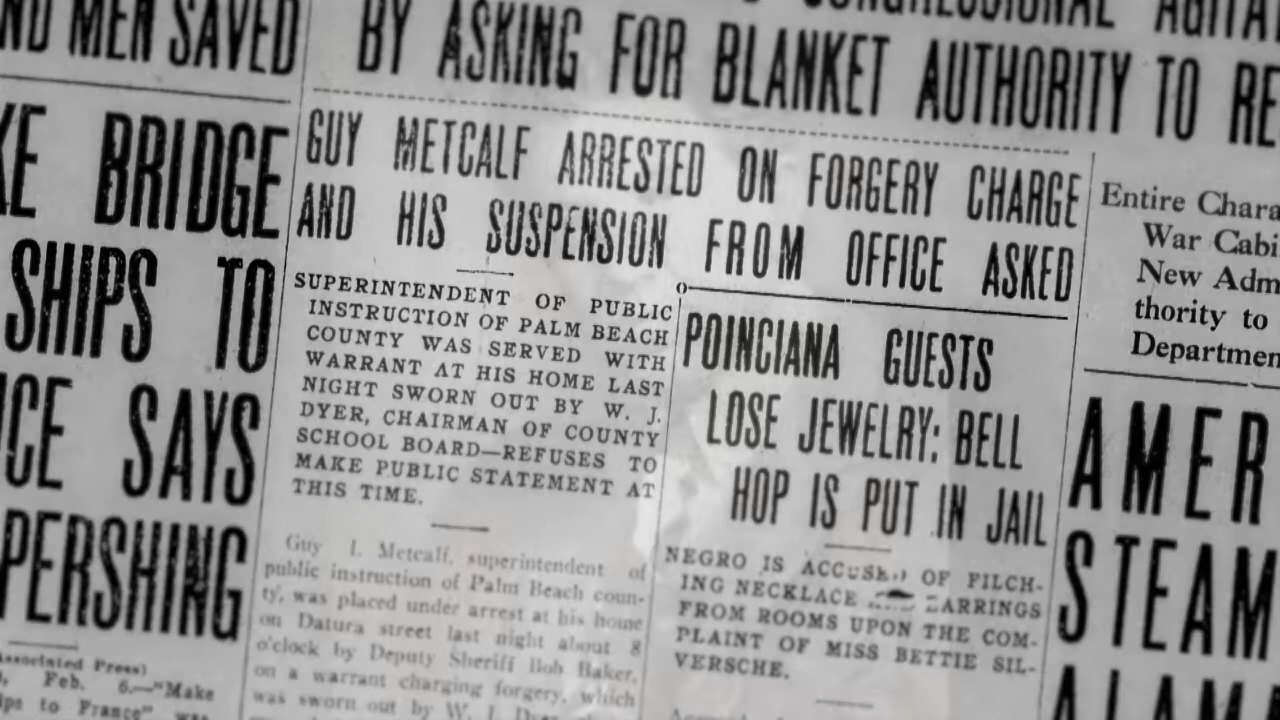 ND MEN SAVED
KE BRIDGE
SHIPS TO
CE SAYS
PERSHING
Associated Press)
Feb. 6.—"Make
to France"
CONGRESSIONAL
BY ASKING FOR BLANKET AUTHORITY TO RE
GUY METCALF ARRESTED ON FORGERY CHARGE
AND HIS SUSPENSION FROM OFFICE ASKED
SUPERINTENDENT OF PUBLIC
INSTRUCTION OF PALM BEACH
COUNTY WAS SERVED WITH
WARRANT AT HIS HOME LAST
NIGHT SWORN OUT BY W. J.
DYER, CHAIRMAN OF COUNTY
SCHOOL BOARD—REFUSES TO
MAKE PUBLIC STATEMENT AT
THIS TIME.
Guy I. Metcalf, superintendent of
public instruction of Palm Beach coun-
ty, was placed under arrest at his home
on Datura street last night about 8
o'clock by Deputy Sheriff Bob Baker,
on a warrant charging forgery, which
was sworn out by W. J.
POINCIANA GUESTS
LOSE JEWELRY: BELL
HOP IS PUT IN JAIL
NEGRO IS ACCUSED OF FILCH-
ING NECKLACE EARRINGS
FROM ROOMS UPON THE COM-
PLAINT OF MISS BETTIE SIL-
VERSCHE.
Entire Chara
War Cabi
New Adm
thority to
Departmen
AMER
STEAM